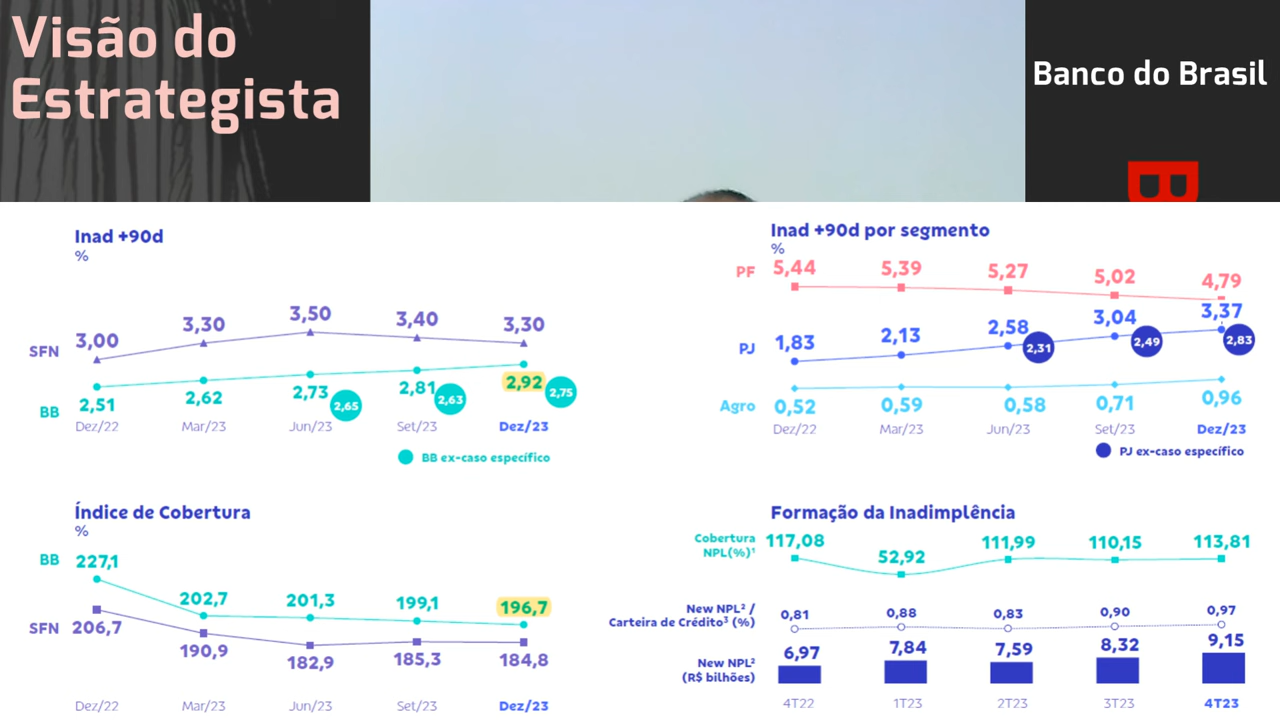 Visão do
Estrategista
Banco do Brasil
B
Inad +90d
%
SFN
3,00 3,30 3,50 3,40 3,30
BB
2,51 2,62 2,73 2,65 2,81 2,63 2,92 2,75
Dez/22 Mar/23 Jun/23 Set/23 Dez/23
BB ex-caso específico
Inad +90d por segmento
%
PF 5,44 5,39 5,27 5,02 4,79
PJ 1,83 2,13 2,58 2,31 3,04 2,49 3,37 2,83
Agro 0,52 0,59 0,58 0,71 0,96
Dez/22 Mar/23 Jun/23 Set/23 Dez/23
PJ ex-caso específico
Índice de Cobertura
%
BB 227,1 202,7 201,3 199,1 196,7
SFN 206,7 190,9 182,9 185,3 184,8
Dez/22 Mar/23 Jun/23 Set/23 Dez/23
Formação da Inadimplência
Cobertura
NPL(%)¹
117,08 52,92 111,99 110,15 113,81
New NPL² /
Carteira de Crédito³ (%)
0,81 0,88 0,83 0,90 0,97
New NPL²
(R$ bilhões)
6,97 7,84 7,59 8,32 9,15
4T22 1T23 2T23 3T23 4T23